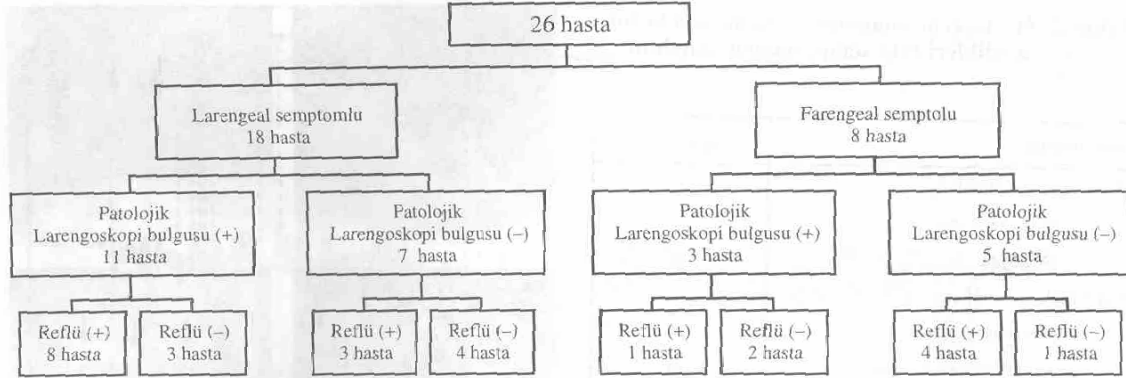 26 hasta
Larengeal semptomlu
18 hasta
Farengeal semptolu
8 hasta
Patolojik
Larengoskopi bulgusu (+)
11 hasta
Patolojik
Larengoskopi bulgusu (–)
7 hasta
Patolojik
Larengoskopi bulgusu (+)
3 hasta
Patolojik
Larengoskopi bulgusu (–)
5 hasta
Reflü (+)
8 hasta
Reflü (–)
3 hasta
Reflü (+)
3 hasta
Reflü (–)
4 hasta
Reflü (+)
1 hasta
Reflü (–)
2 hasta
Reflü (+)
4 hasta
Reflü (–)
1 hasta